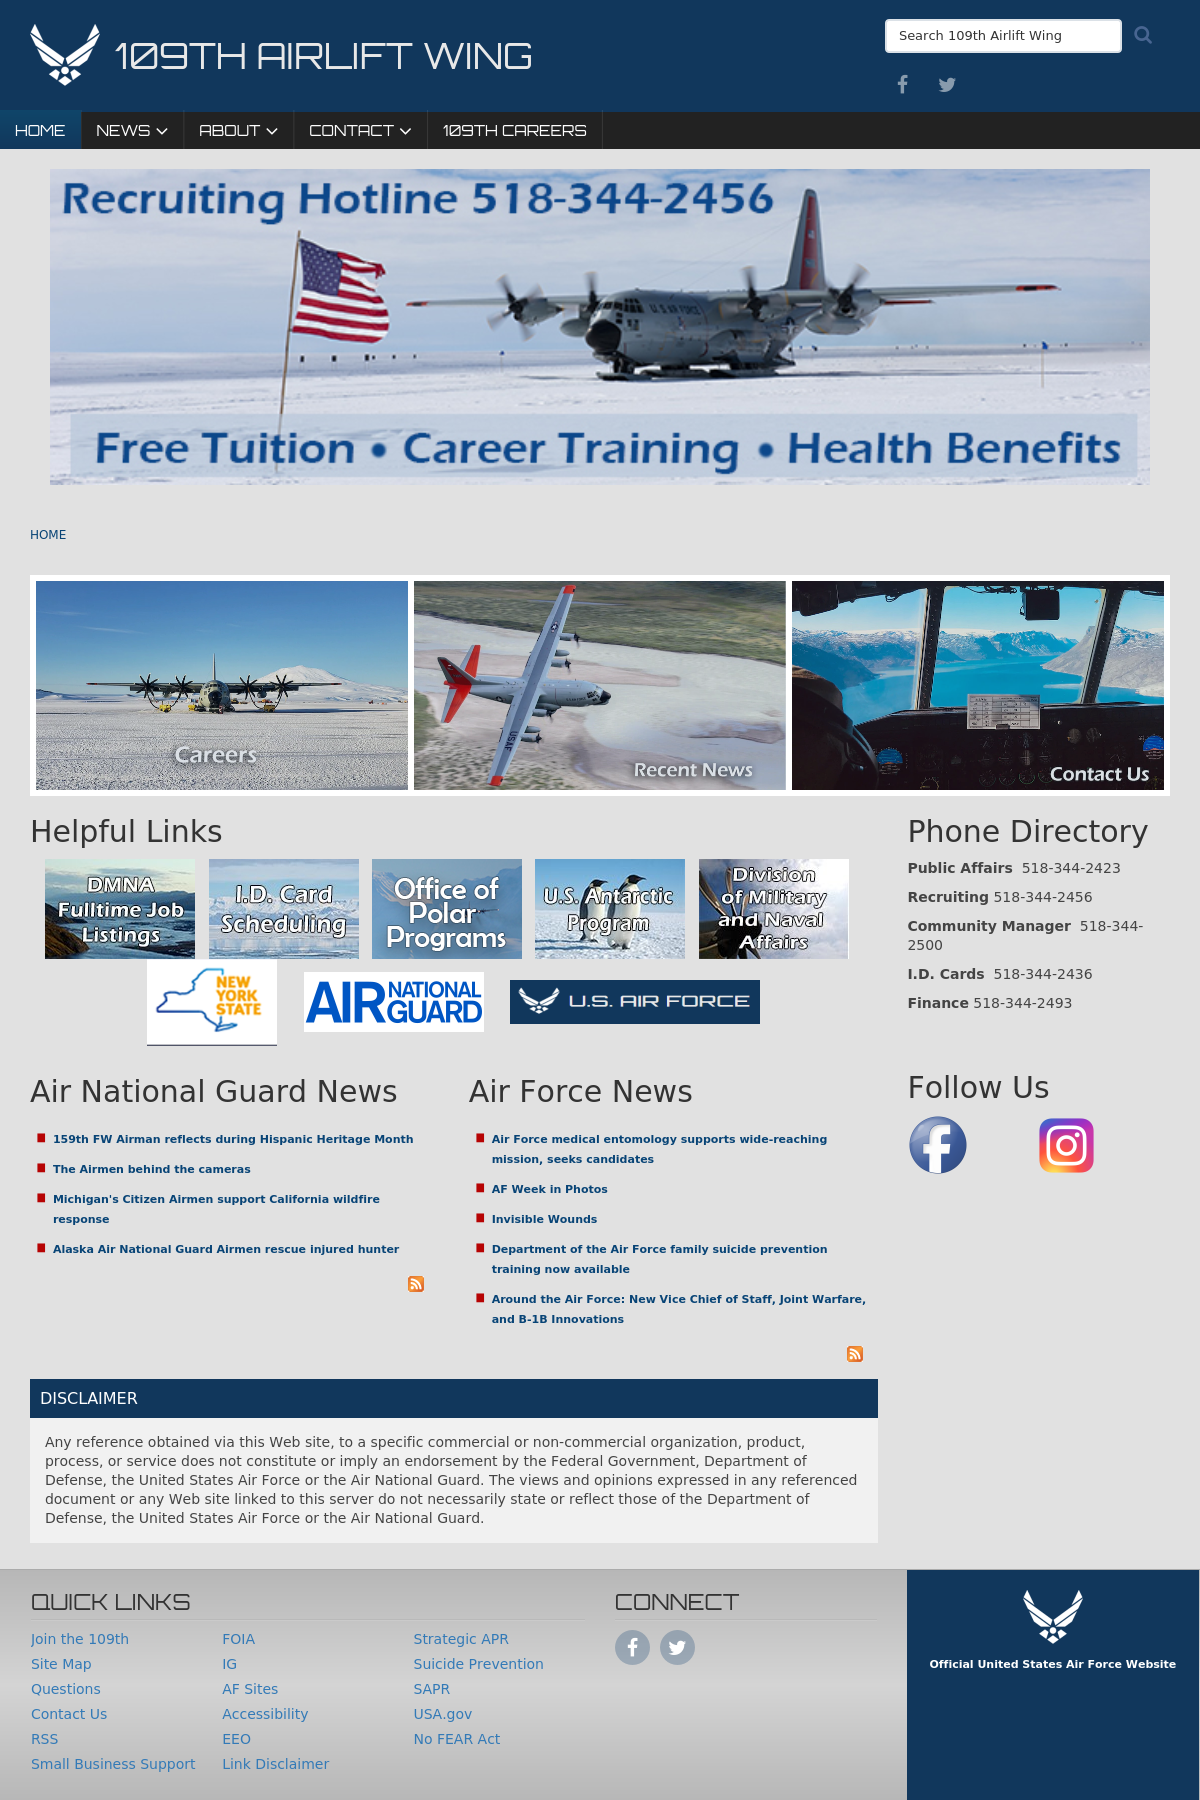 109TH AIRLIFT WING
Search 109th Airlift Wing
HOME
NEWS
ABOUT
CONTACT
109TH CAREERS
Recruiting Hotline 518-344-2456
U.S. AIR FORCE
Free Tuition • Career Training • Health Benefits
HOME
Careers
USAF
Recent News
Contact Us
Helpful Links
DMNA
Fulltime Job
Listings
I.D. Card
Scheduling
Office of
Polar
Programs
U.S. Antarctic
Program
Division
of Military
and Naval
Affairs
NEW
YORK
STATE
AIR NATIONAL
GUARD
U.S. AIR FORCE
Phone Directory
Public Affairs  518-344-2423
Recruiting 518-344-2456
Community Manager  518-344-
2500
I.D. Cards  518-344-2436
Finance 518-344-2493
Air National Guard News
159th FW Airman reflects during Hispanic Heritage Month
The Airmen behind the cameras
Michigan's Citizen Airmen support California wildfire
response
Alaska Air National Guard Airmen rescue injured hunter
Air Force News
Air Force medical entomology supports wide-reaching
mission, seeks candidates
AF Week in Photos
Invisible Wounds
Department of the Air Force family suicide prevention
training now available
Around the Air Force: New Vice Chief of Staff, Joint Warfare,
and B-1B Innovations
Follow Us
DISCLAIMER
Any reference obtained via this Web site, to a specific commercial or non-commercial organization, product,
process, or service does not constitute or imply an endorsement by the Federal Government, Department of
Defense, the United States Air Force or the Air National Guard. The views and opinions expressed in any referenced
document or any Web site linked to this server do not necessarily state or reflect those of the Department of
Defense, the United States Air Force or the Air National Guard.
QUICK LINKS
Join the 109th
Site Map
Questions
Contact Us
RSS
Small Business Support
FOIA
IG
AF Sites
Accessibility
EEO
Link Disclaimer
Strategic APR
Suicide Prevention
SAPR
USA.gov
No FEAR Act
CONNECT
Official United States Air Force Website